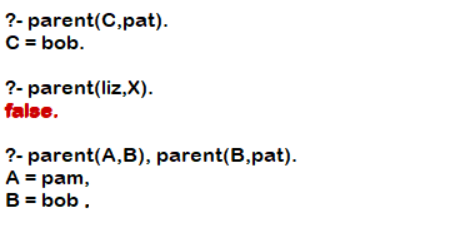 ?- parent(C,pat).
C = bob.
?- parent(liz,X).
false.
?- parent(A,B), parent(B,pat).
A = pam,
B = bob .